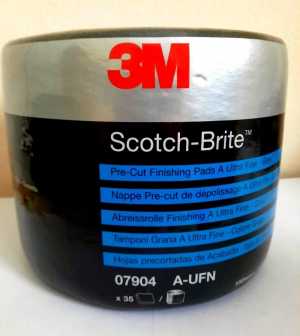 3M
Scotch-Brite™
Pre-Cut Finishing Pads A Ultra Fine
Nappe Pre-cut de dépolissage A Ultra
Abreissrolle Finishing A Ultra Fine
Tamponi Grana A Ultra Fine
Hojas precortadas de Acabado
07904 A-UFN
x 35 /